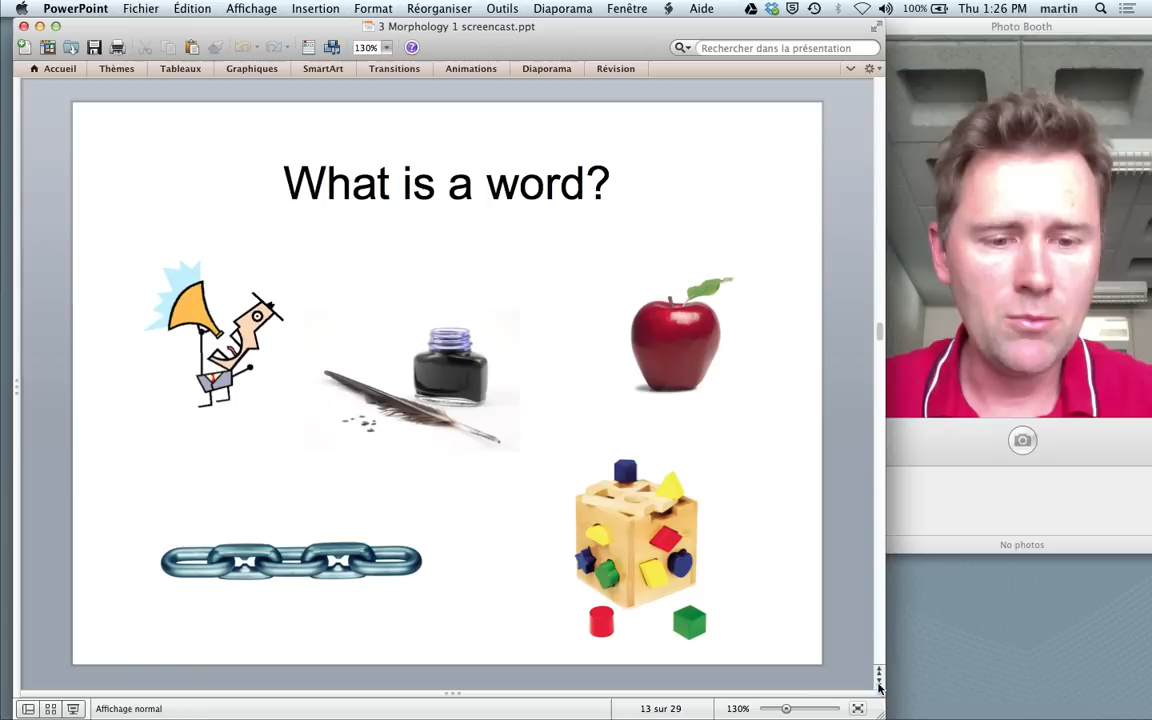 PowerPoint Fichier Édition Affichage Insertion Format Réorganiser Outils Diaporama Fenêtre Aide 100% Thu 1:26 PM martin
3 Morphology 1 screencast.ppt
Photo Booth
130% Rechercher dans la présentation
Accueil Thèmes Tableaux Graphiques SmartArt Transitions Animations Diaporama Révision
What is a word?
No photos
Affichage normal 13 sur 29 130%